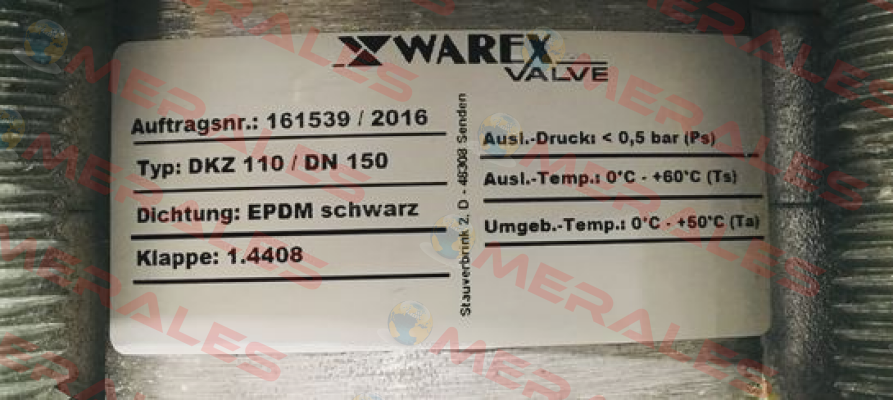 WAREX
VALVE
Auftragsnr.: 161539 / 2016
Typ: DKZ 110 / DN 150
Dichtung: EPDM schwarz
Klappe: 1.4408
Stauverbrink 2, D - 48308 Senden
Ausl.-Druck: < 0,5 bar (Ps)
Ausl.-Temp.: 0°C - +60°C (Ts)
Umgeb.-Temp.: 0°C - +50°C (Ta)
OMERALES